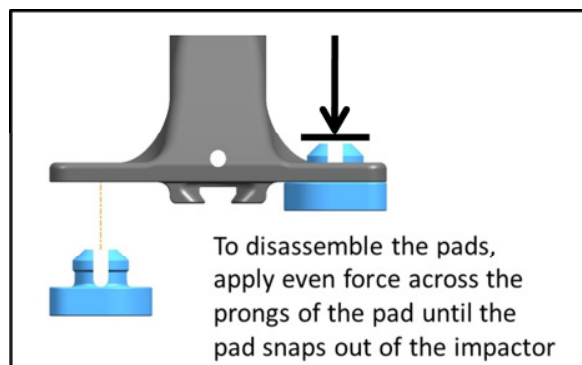 To disassemble the pads,
apply even force across the
prongs of the pad until the
pad snaps out of the impactor